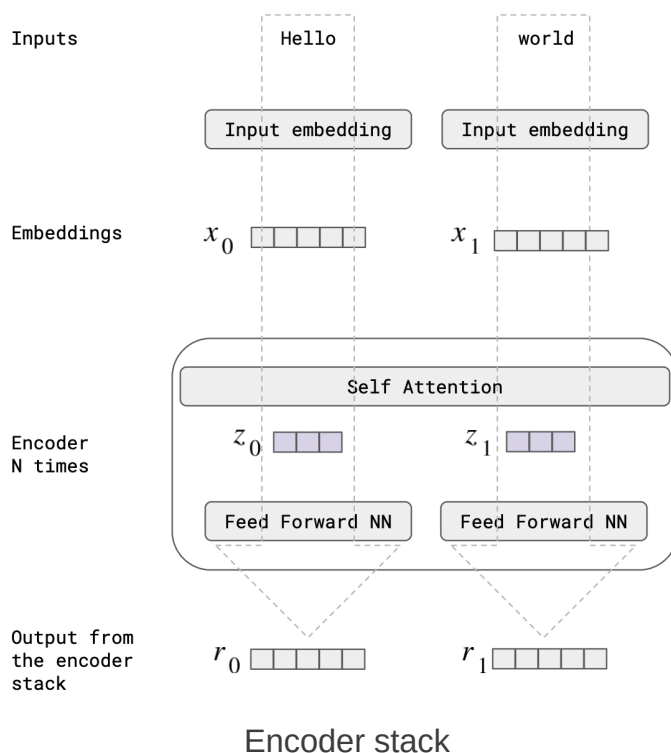 Inputs
Hello
world
Input embedding
Input embedding
Embeddings
x0
x1
Self Attention
Encoder
N times
z0
z1
Feed Forward NN
Feed Forward NN
Output from
the encoder
stack
r0
r1
Encoder stack